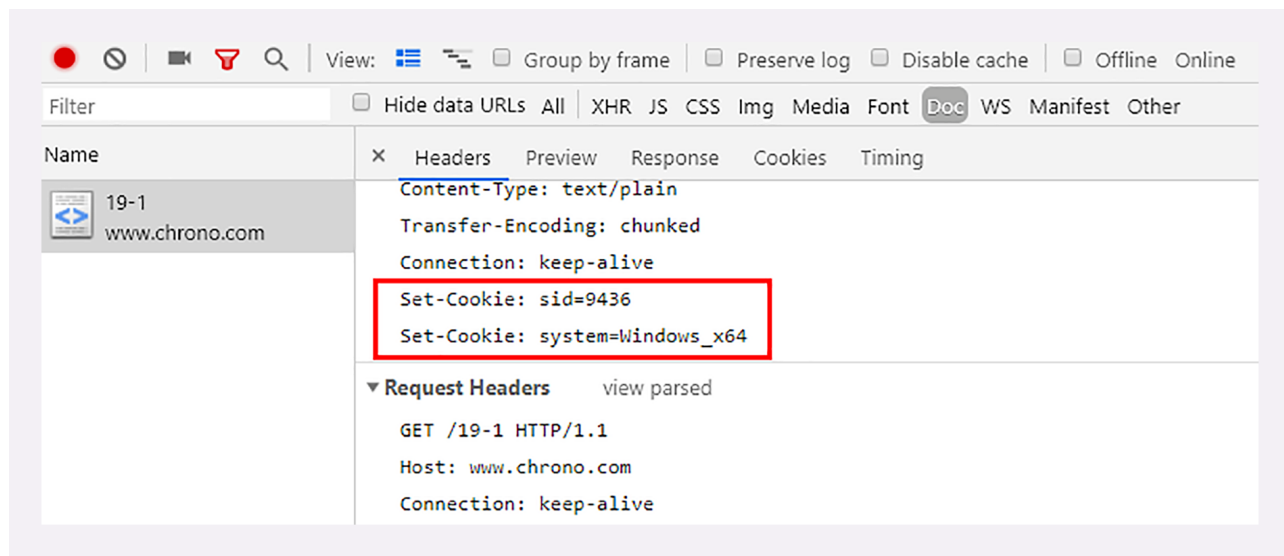 View: Group by frame Preserve log Disable cache Offline Online
Filter Hide data URLs All XHR JS CSS Img Media Font Doc WS Manifest Other
Name
× Headers Preview Response Cookies Timing
19-1
www.chrono.com
Content-Type: text/plain
Transfer-Encoding: chunked
Connection: keep-alive
Set-Cookie: sid=9436
Set-Cookie: system=Windows_x64
▼Request Headers view parsed
GET /19-1 HTTP/1.1
Host: www.chrono.com
Connection: keep-alive